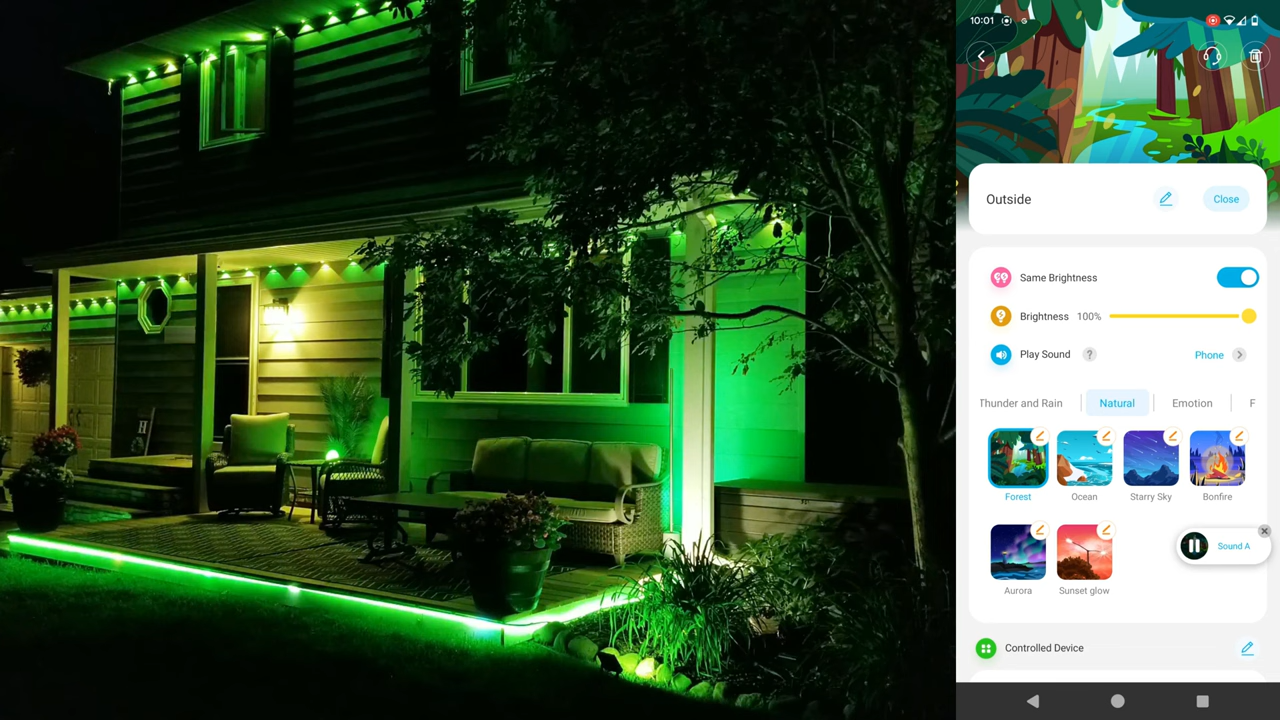 10:01
G
Outside
Close
Same Brightness
Brightness 100%
Play Sound ? Phone
Thunder and Rain Natural Emotion F
Forest Ocean Starry Sky Bonfire
Sound A
Aurora Sunset glow
Controlled Device
H